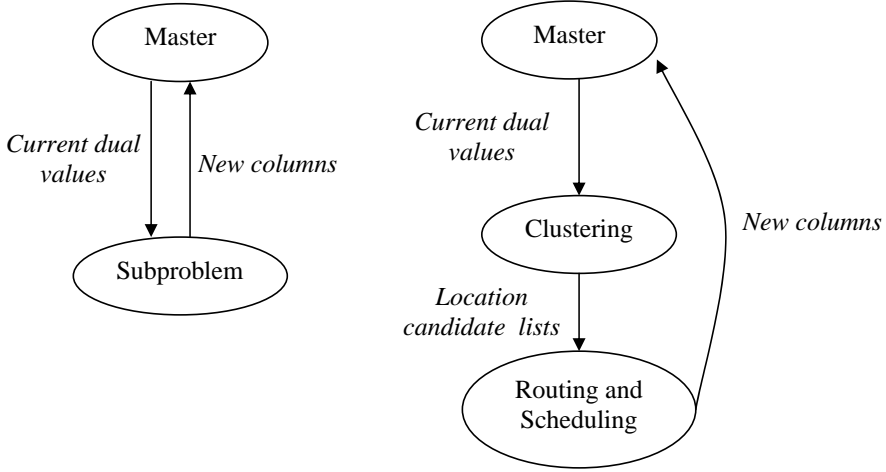 Master
Current dual
values
New columns
Subproblem
Master
Current dual
values
Clustering
New columns
Location
candidate lists
Routing and
Scheduling